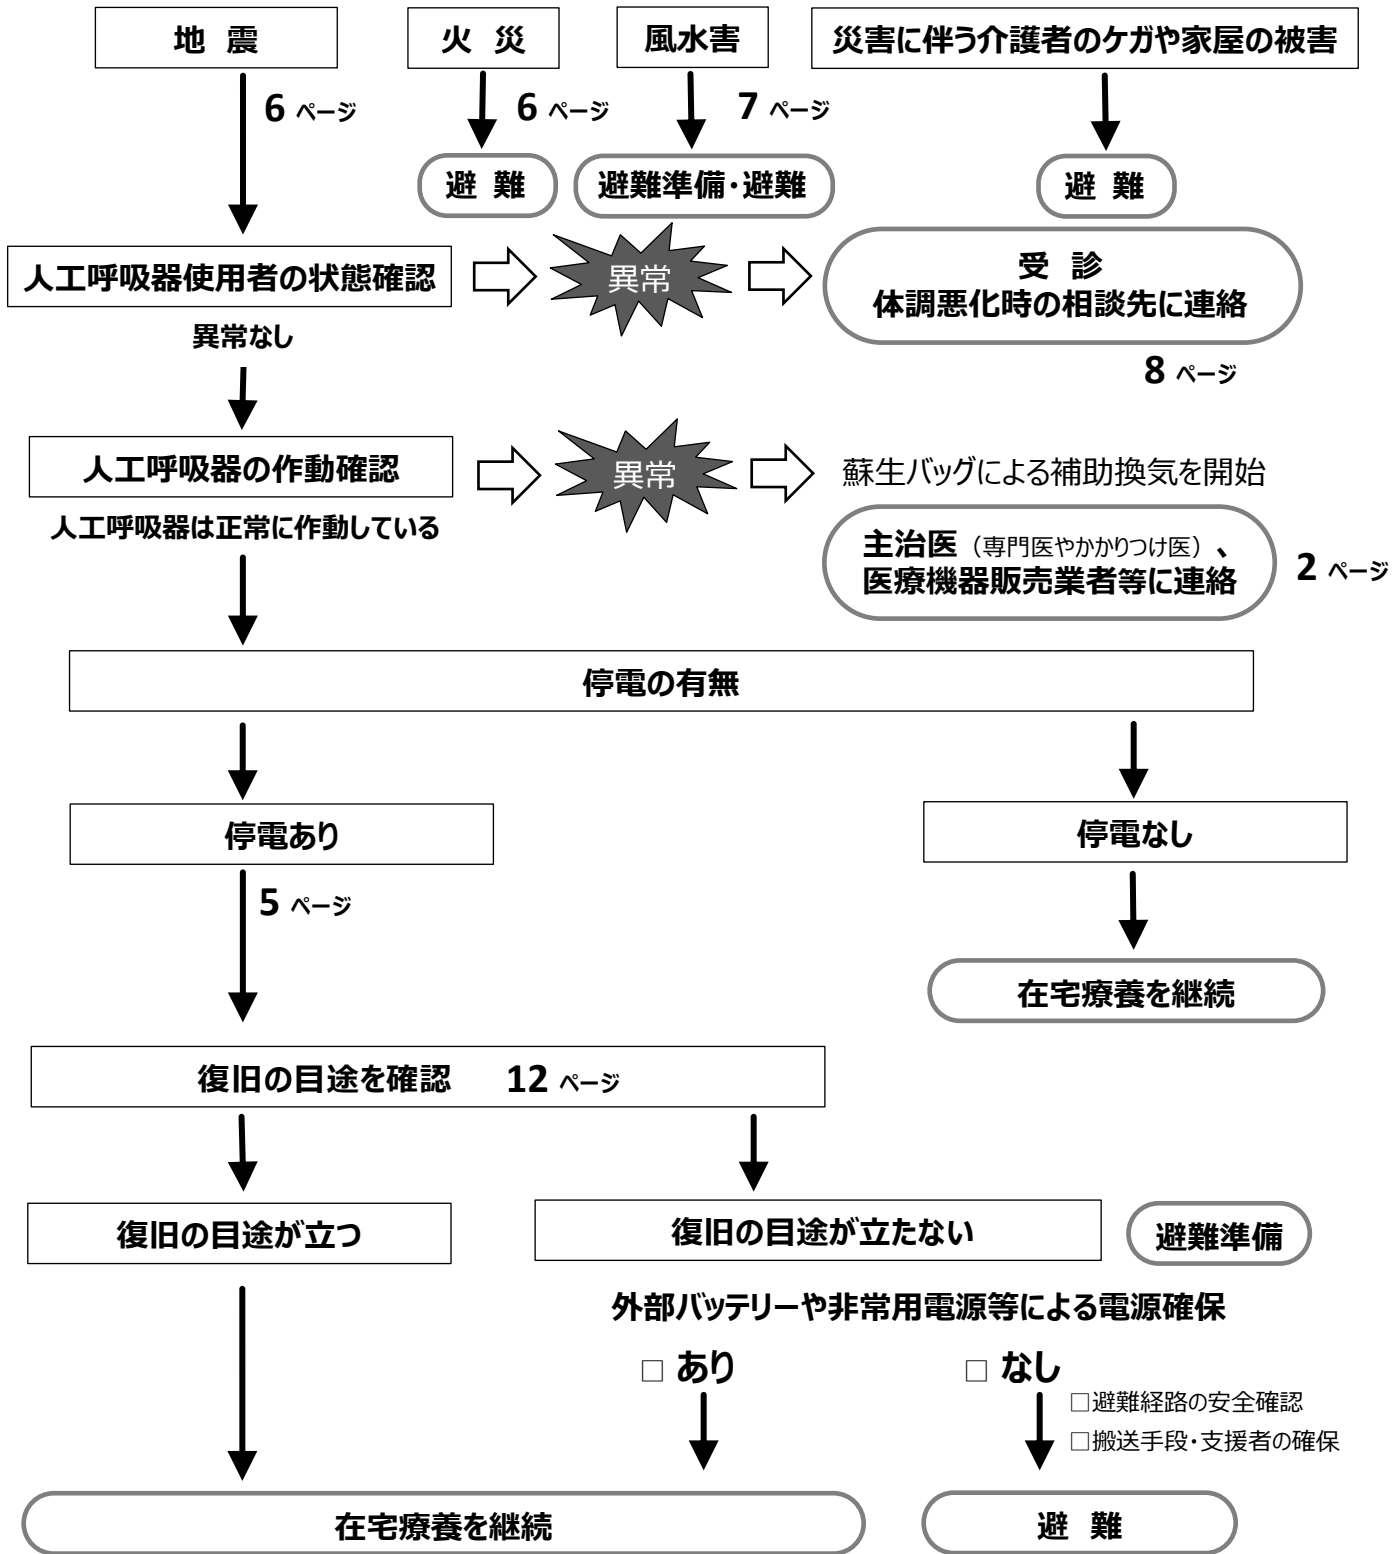 地 震
火 災
風水害
災害に伴う介護者のケガや家屋の被害
6 ページ
6 ページ
7 ページ
避 難
避難準備・避難
避 難
人工呼吸器使用者の状態確認
異常
受 診
体調悪化時の相談先に連絡
異常なし
8 ページ
人工呼吸器の作動確認
異常
蘇生バッグによる補助換気を開始
人工呼吸器は正常に作動している
主治医（専門医やかかりつけ医）、
医療機器販売業者等に連絡
2 ページ
停電の有無
停電あり
停電なし
5 ページ
在宅療養を継続
復旧の目途を確認 12 ページ
復旧の目途が立つ
復旧の目途が立たない
避難準備
外部バッテリーや非常用電源等による電源確保
□ あり
□ なし
□避難経路の安全確認
□搬送手段・支援者の確保
在宅療養を継続
避 難